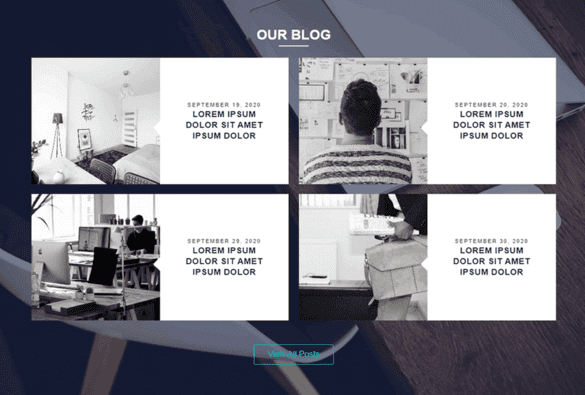 OUR BLOG
SEPTEMBER 19, 2020
LOREM IPSUM
DOLOR SIT AMET
IPSUM DOLOR
SEPTEMBER 20, 2020
LOREM IPSUM
DOLOR SIT AMET
IPSUM DOLOR
SEPTEMBER 29, 2020
LOREM IPSUM
DOLOR SIT AMET
IPSUM DOLOR
SEPTEMBER 30, 2020
LOREM IPSUM
DOLOR SIT AMET
IPSUM DOLOR
View All Posts